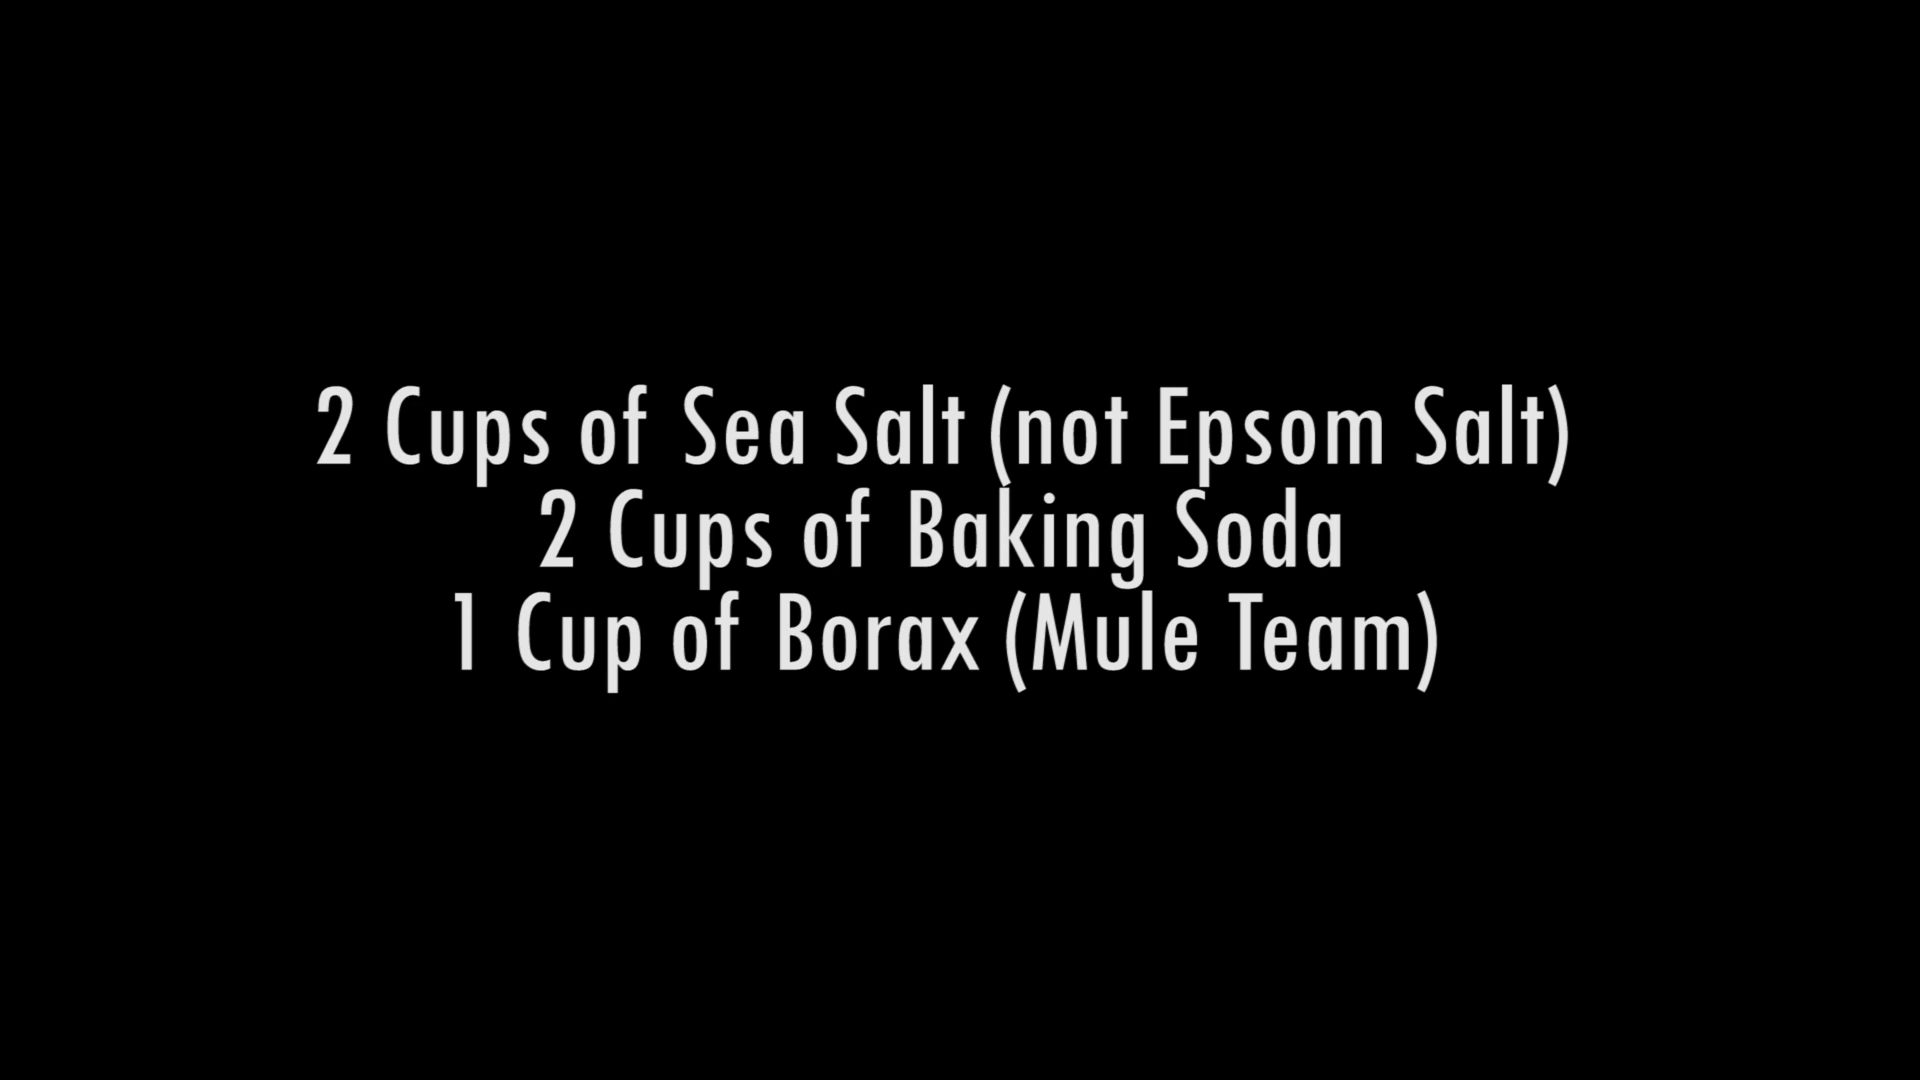 2 Cups of Sea Salt (not Epsom Salt)
2 Cups of Baking Soda
1 Cup of Borax (Mule Team)